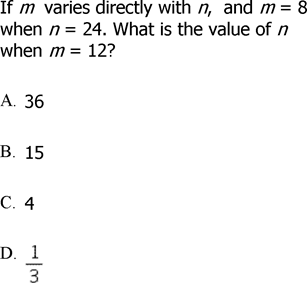 If m varies directly with n, and m = 8
when n = 24. What is the value of n
when m = 12?
A. 36
B. 15
C. 4
D. 1/3